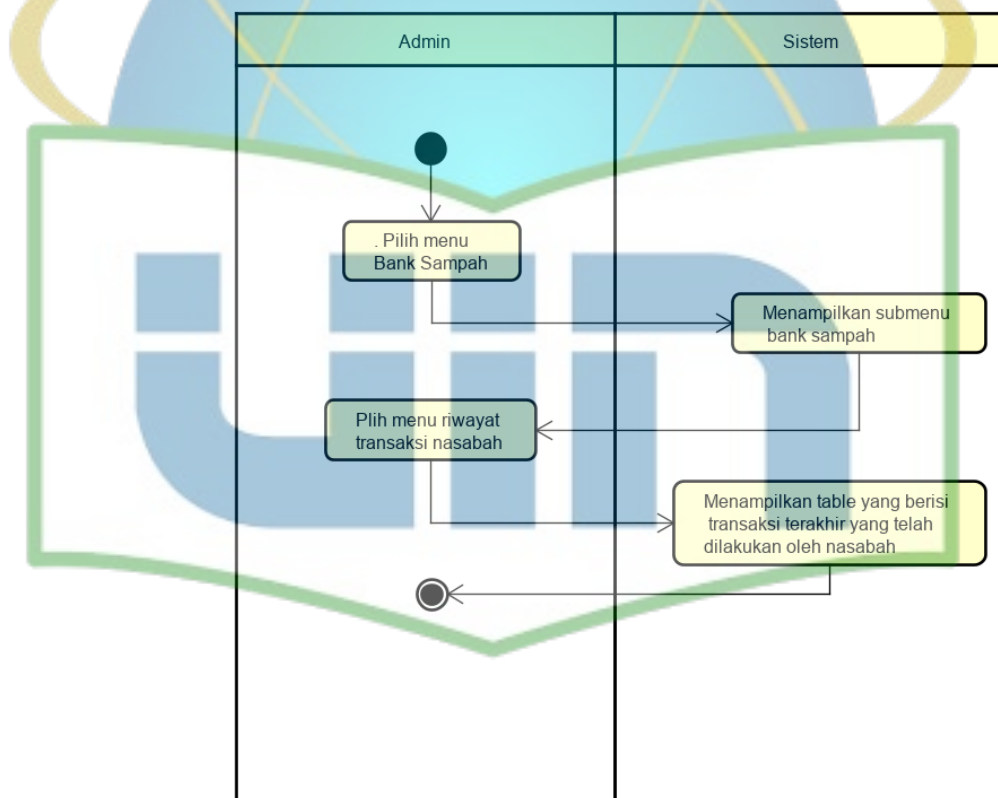 Admin
Sistem
. Pilih menu
Bank Sampah
Menampilkan submenu
bank sampah
Plih menu riwayat
transaksi nasabah
Menampilkan table yang berisi
transaksi terakhir yang telah
dilakukan oleh nasabah
uin